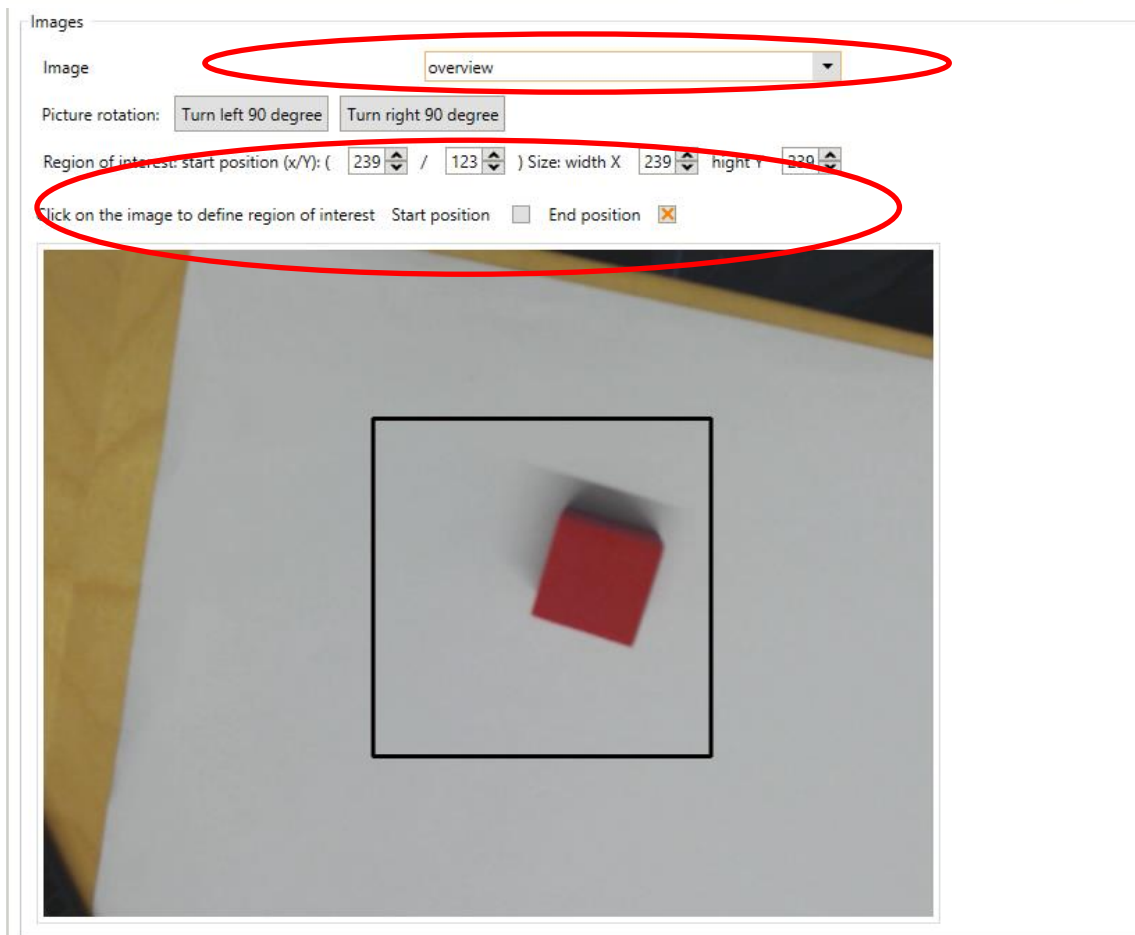 Images
Image overview
Picture rotation: Turn left 90 degree Turn right 90 degree
Region of interest: start position (x/Y): ( 239 / 123 ) Size: width X 239 hight Y 239
Click on the image to define region of interest Start position End position